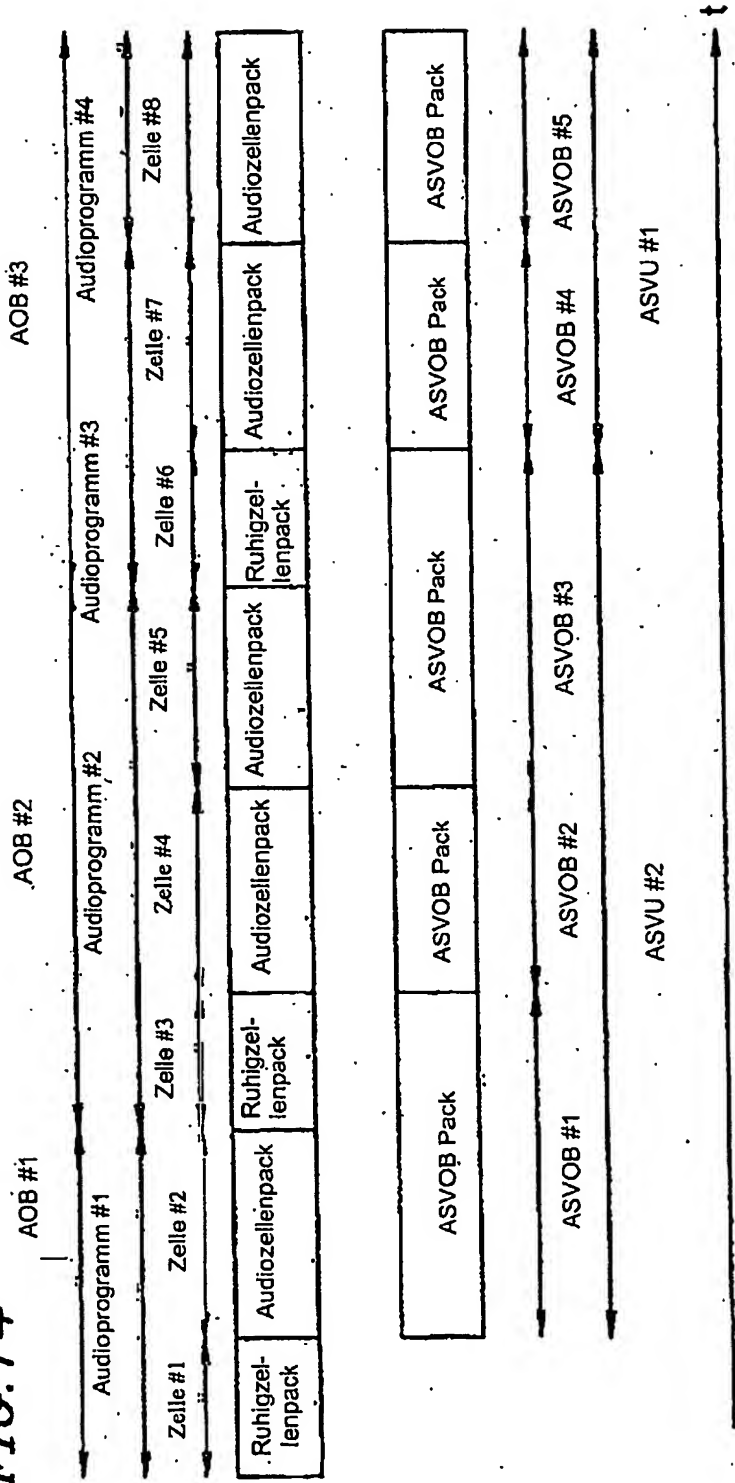 FIG. 74
AOB #1
AOB #2
AOB #3
Audioprogramm #1
Audioprogramm #2
Audioprogramm #3
Audioprogramm #4
Zelle #1
Zelle #2
Zelle #3
Zelle #4
Zelle #5
Zelle #6
Zelle #7
Zelle #8
Ruhigzel-
lenpack
Audiozellenpack
Ruhigzel-
lenpack
Audiozellenpack
Audiozellenpack
Ruhigzel-
lenpack
Audiozellenpack
Audiozellenpack
ASVOB Pack
ASVOB Pack
ASVOB Pack
ASVOB Pack
ASVOB Pack
ASVOB #1
ASVOB #2
ASVOB #3
ASVOB #4
ASVOB #5
ASVU #2
ASVU #1
t